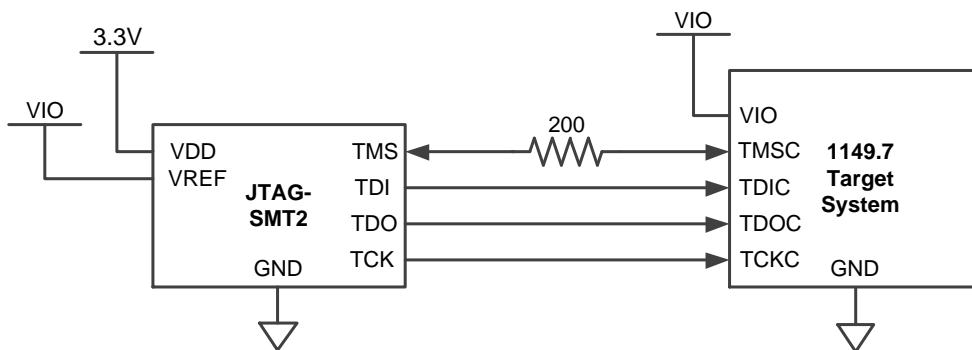 3.3V
VIO
VDD
VREF
JTAG-
SMT2
GND
TMS
TDI
TDO
TCK
200
VIO
VIO
TMSC
TDIC
TDOC
TCKC
1149.7
Target
System
GND